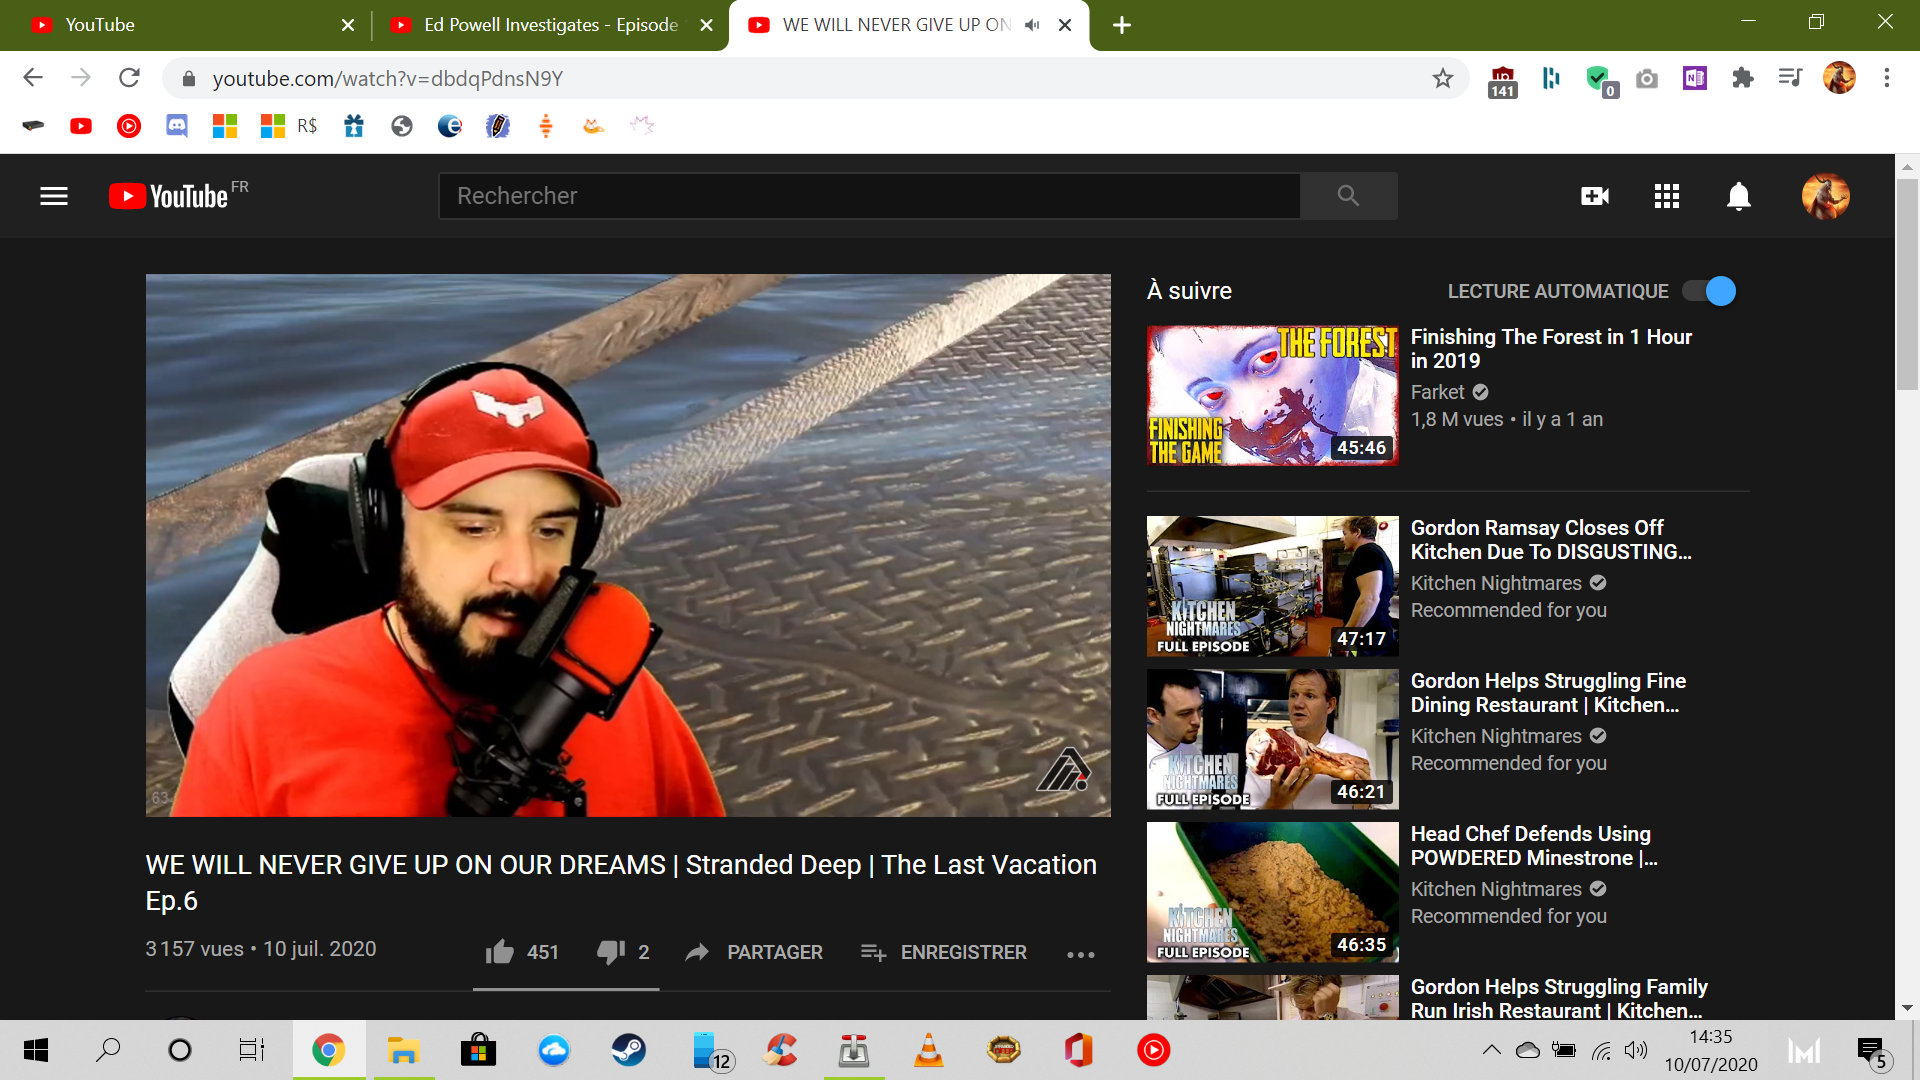 YouTube
Ed Powell Investigates - Episode
WE WILL NEVER GIVE UP ON
youtube.com/watch?v=dbdqPdnsN9Y
141
0
R$
YouTube FR
Rechercher
À suivre
LECTURE AUTOMATIQUE
THE FOREST
FINISHING
THE GAME
45:46
Finishing The Forest in 1 Hour
in 2019
Farket
1,8 M vues • il y a 1 an
KITCHEN
NIGHTMARES
FULL EPISODE
47:17
Gordon Ramsay Closes Off
Kitchen Due To DISGUSTING...
Kitchen Nightmares
Recommended for you
KITCHEN
NIGHTMARES
FULL EPISODE
46:21
Gordon Helps Struggling Fine
Dining Restaurant | Kitchen...
Kitchen Nightmares
Recommended for you
KITCHEN
NIGHTMARES
FULL EPISODE
46:35
Head Chef Defends Using
POWDERED Minestrone |...
Kitchen Nightmares
Recommended for you
Gordon Helps Struggling Family
Run Irish Restaurant | Kitchen...
63
WE WILL NEVER GIVE UP ON OUR DREAMS | Stranded Deep | The Last Vacation
Ep.6
3 157 vues • 10 juil. 2020
451
2
PARTAGER
ENREGISTRER
12
14:35
10/07/2020
5